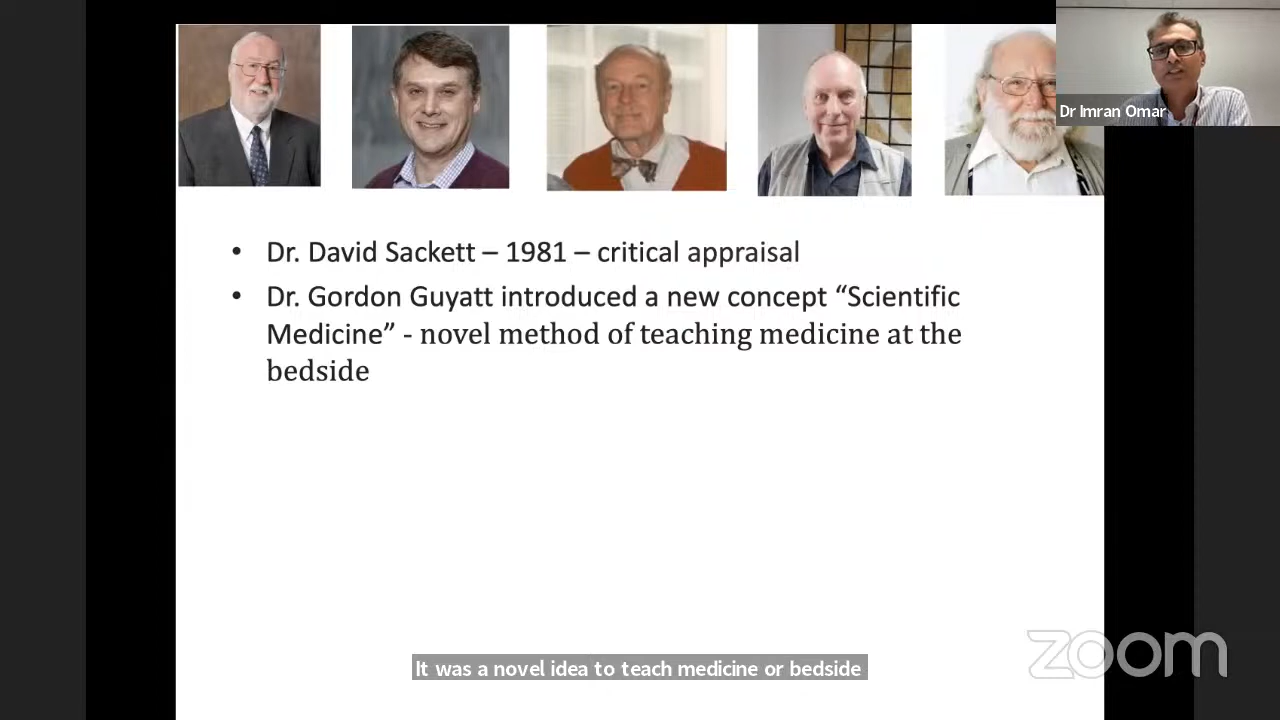 Dr Imran Omar
• Dr. David Sackett – 1981 – critical appraisal
• Dr. Gordon Guyatt introduced a new concept “Scientific
Medicine” - novel method of teaching medicine at the
bedside
It was a novel idea to teach medicine or bedside
zoom